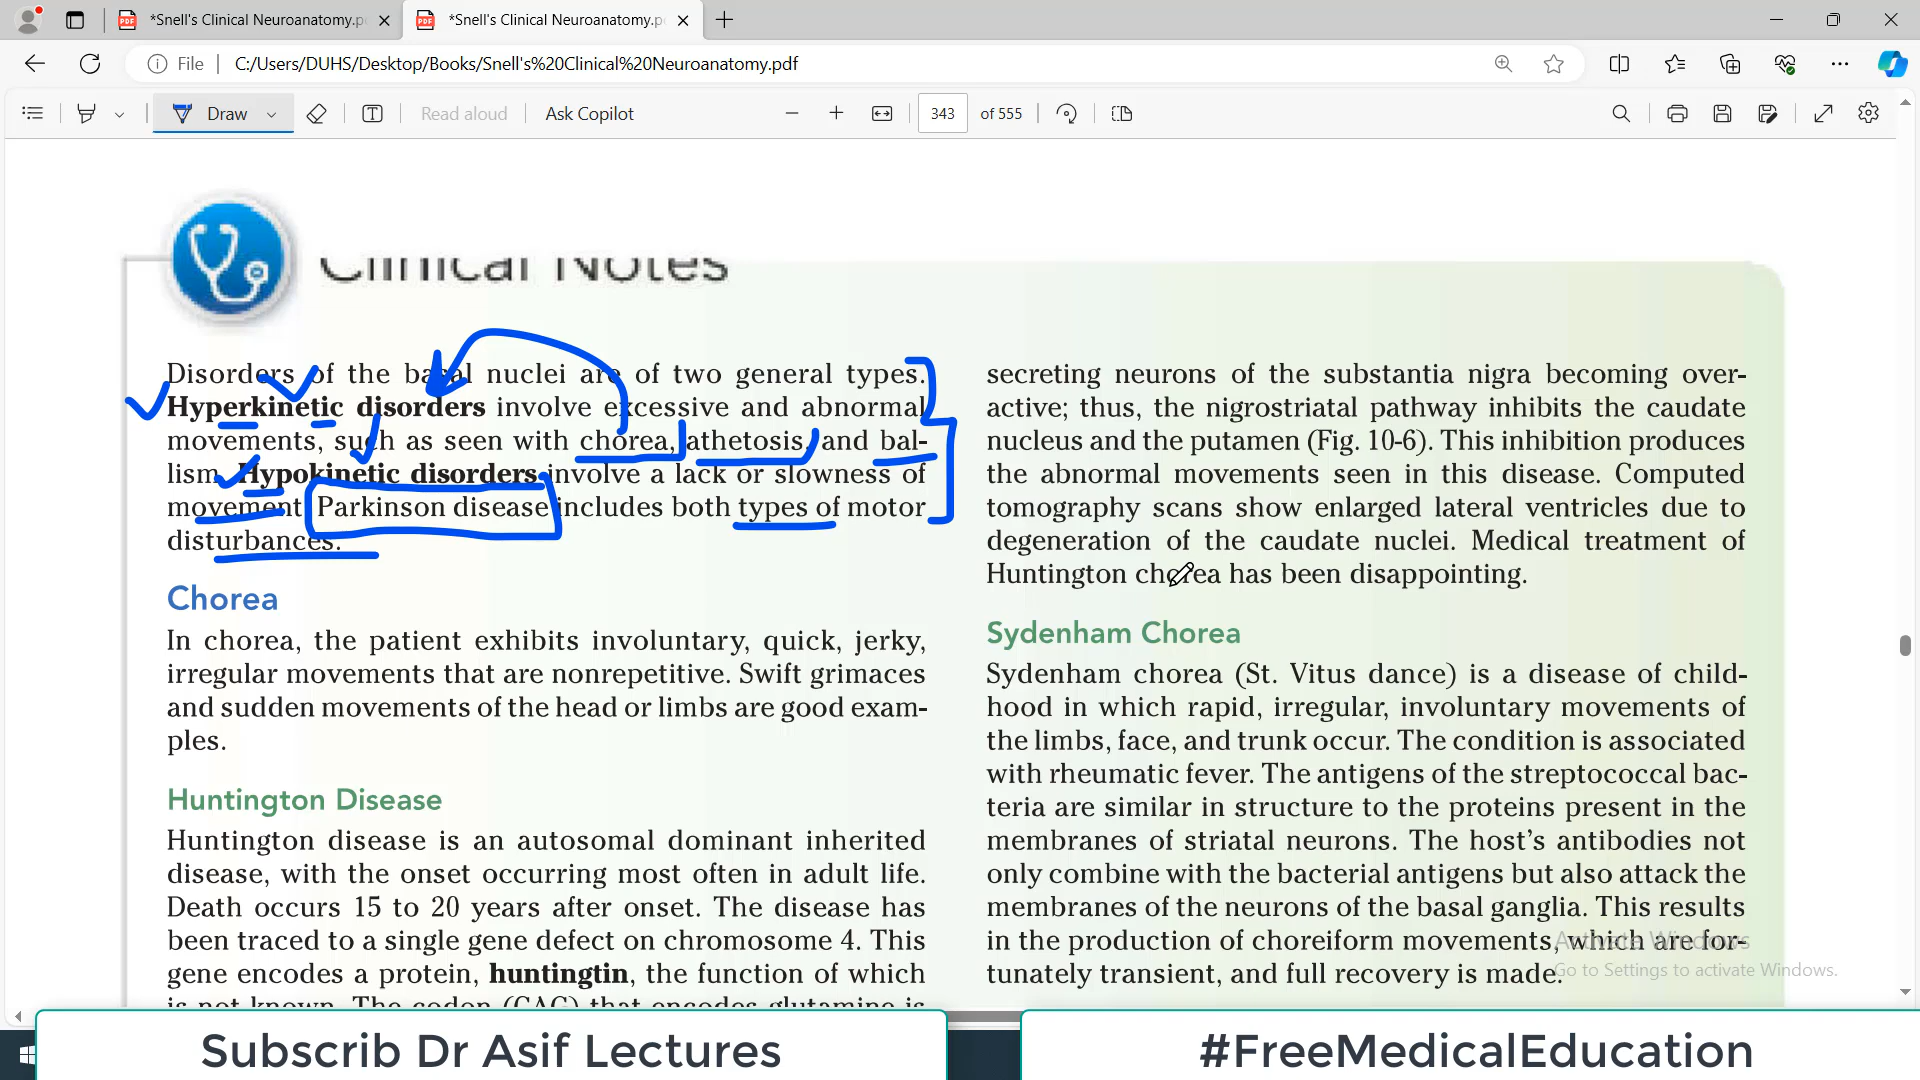 *Snell's Clinical Neuroanatomy.p
*Snell's Clinical Neuroanatomy.p
File
C:/Users/DUHS/Desktop/Books/Snell's%20Clinical%20Neuroanatomy.pdf
Draw
Read aloud
Ask Copilot
343
of 555
Clinical Notes
Disorders of the basal nuclei are of two general types.
Hyperkinetic disorders involve excessive and abnormal
movements, such as seen with chorea, athetosis, and bal-
lism. Hypokinetic disorders involve a lack or slowness of
movement. Parkinson disease includes both types of motor
disturbances.
Chorea
In chorea, the patient exhibits involuntary, quick, jerky,
irregular movements that are nonrepetitive. Swift grimaces
and sudden movements of the head or limbs are good exam-
ples.
Huntington Disease
Huntington disease is an autosomal dominant inherited
disease, with the onset occurring most often in adult life.
Death occurs 15 to 20 years after onset. The disease has
been traced to a single gene defect on chromosome 4. This
gene encodes a protein, huntingtin, the function of which
is not known. The codon (CAG) that encodes glutamine is
secreting neurons of the substantia nigra becoming over-
active; thus, the nigrostriatal pathway inhibits the caudate
nucleus and the putamen (Fig. 10-6). This inhibition produces
the abnormal movements seen in this disease. Computed
tomography scans show enlarged lateral ventricles due to
degeneration of the caudate nuclei. Medical treatment of
Huntington chorea has been disappointing.
Sydenham Chorea
Sydenham chorea (St. Vitus dance) is a disease of child-
hood in which rapid, irregular, involuntary movements of
the limbs, face, and trunk occur. The condition is associated
with rheumatic fever. The antigens of the streptococcal bac-
teria are similar in structure to the proteins present in the
membranes of striatal neurons. The host's antibodies not
only combine with the bacterial antigens but also attack the
membranes of the neurons of the basal ganglia. This results
in the production of choreiform movements, which are for-
tunately transient, and full recovery is made.
Activate Windows
Go to Settings to activate Windows.
Subscrib Dr Asif Lectures
#FreeMedicalEducation